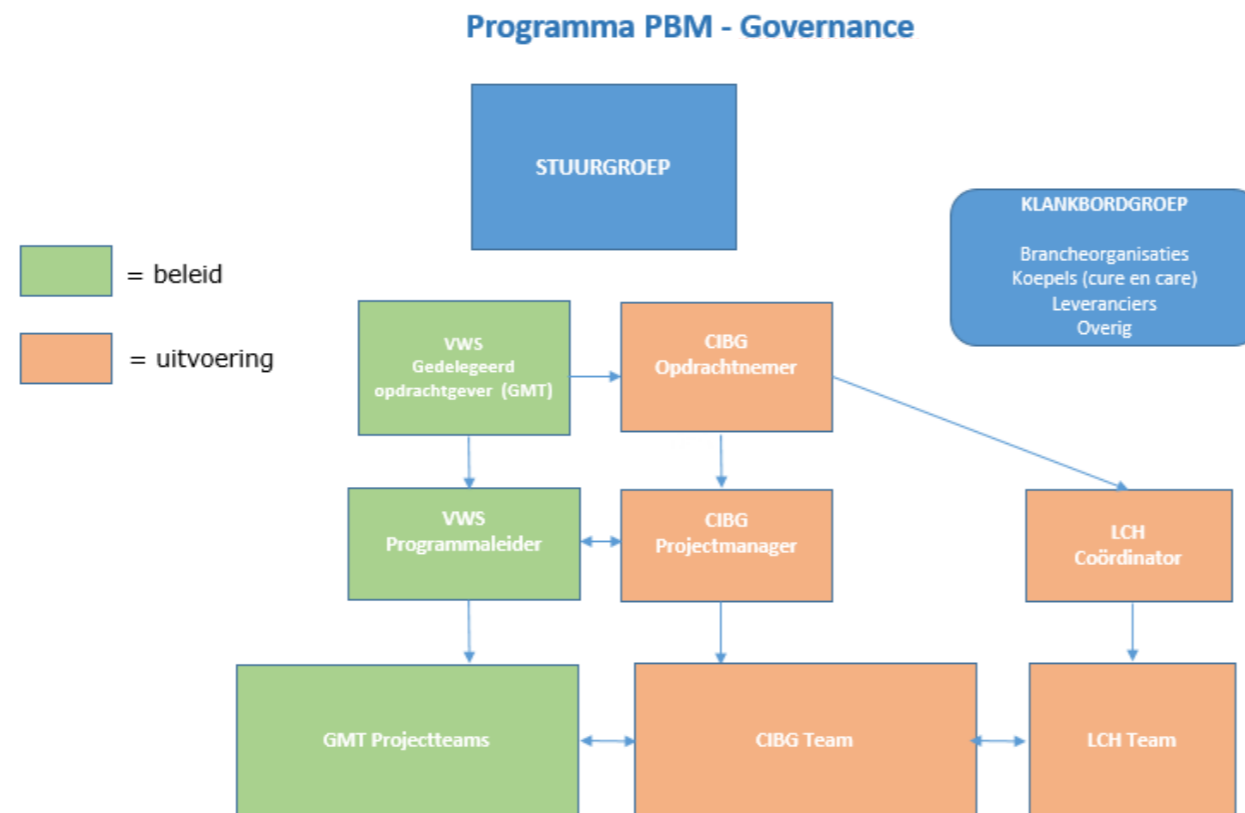 Programma PBM - Governance
STUURGROEP
KLANKBORDGROEP
Brancheorganisaties
Koepels (cure en care)
Leveranciers
Overig
= beleid
= uitvoering
VWS
Gedelegeerd
opdrachtgever (GMT)
CIBG
Opdrachtnemer
VWS
Programmaleider
CIBG
Projectmanager
LCH
Coördinator
GMT Projectteams
CIBG Team
LCH Team